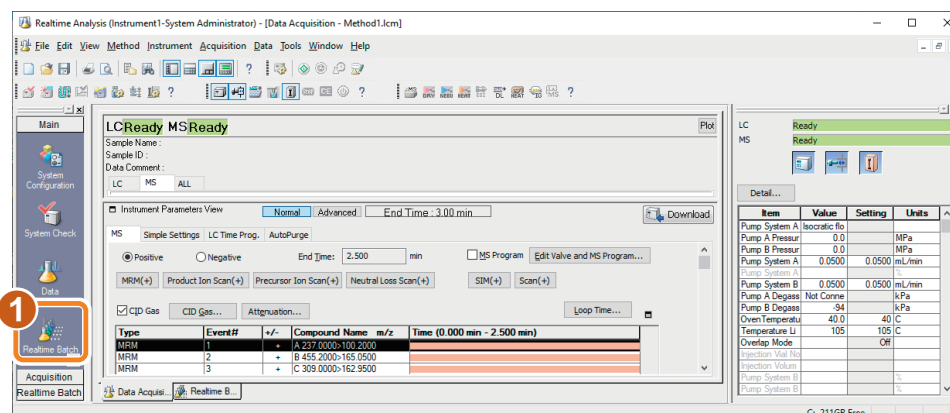 Realtime Analysis (Instrument1-System Administrator) - [Data Acquisition - Method1.lcm]
File Edit View Method Instrument Acquisition Data Tools Window Help
Main
System Configuration
System Check
Data
1
Realtime Batch
Acquisition
Realtime Batch
LC Ready MS Ready
Plot
Sample Name :
Sample ID :
Data Comment :
LC MS ALL
Instrument Parameters View Normal Advanced End Time : 3.00 min Download
MS Simple Settings LC Time Prog. AutoPurge
Positive Negative End Time: 2.500 min MS Program Edit Valve and MS Program...
MRM(+) Product Ion Scan(+) Precursor Ion Scan(+) Neutral Loss Scan(+) SIM(+) Scan(+)
CID Gas CID Gas... Attenuation... Loop Time...
Type Event# +/- Compound Name m/z Time (0.000 min - 2.500 min)
MRM 1 + A 237.0000>100.2000
MRM 2 + B 455.2000>165.0500
MRM 3 + C 309.0000>162.9500
Data Acquisi... Realtime B...
LC Ready
MS Ready
Detail...
Item Value Setting Units
Pump System A Isocratic flo
Pump A Pressur 0.0 MPa
Pump B Pressur 0.0 MPa
Pump System A 0.0500 0.0500 mL/min
Pump System A %
Pump System B 0.0500 0.0500 mL/min
Pump A Degass Not Conne kPa
Pump B Degass -94 kPa
Oven Temperatu 40.0 40 C
Temperature Li 105 105 C
Overlap Mode Off
Injection Vial No
Injection Volum
Pump System B %
Pump System B %